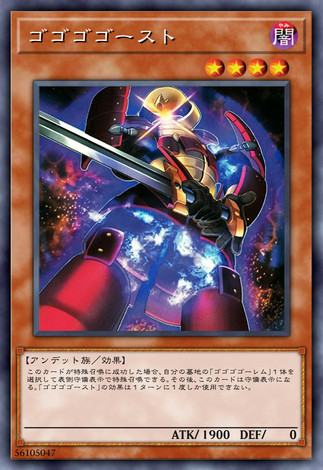 ゴゴゴゴースト
闇
やみ
【アンデット族／効果】
このカードが特殊召喚に成功した場合、自分の墓地の「ゴゴゴゴーレム」１体を
選択して表側守備表示で特殊召喚できる。その後、このカードは守備表示にな
る。「ゴゴゴゴースト」の効果は１ターンに１度しか使用できない。
ATK/ 1900 DEF/ 0
56105047